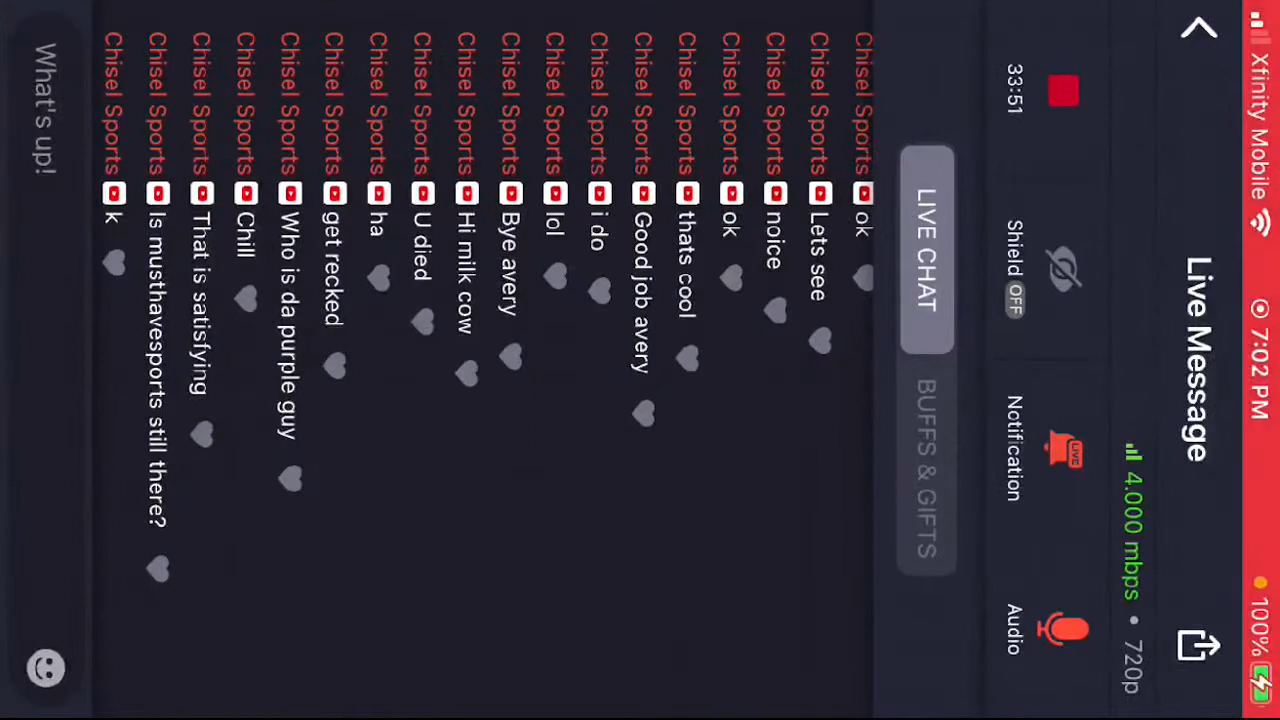 Xfinity Mobile 7:02 PM 100%
Live Message
4.000 mbps • 720p
33:51 Shield OFF Notification LIVE Audio
LIVE CHAT BUFFS & GIFTS
Chisel Sports ok
Chisel Sports Lets see
Chisel Sports noice
Chisel Sports ok
Chisel Sports thats cool
Chisel Sports Good job avery
Chisel Sports i do
Chisel Sports lol
Chisel Sports Bye avery
Chisel Sports Hi milk cow
Chisel Sports U died
Chisel Sports ha
Chisel Sports get recked
Chisel Sports Who is da purple guy
Chisel Sports Chill
Chisel Sports That is satisfying
Chisel Sports Is musthavesports still there?
Chisel Sports k
What's up!